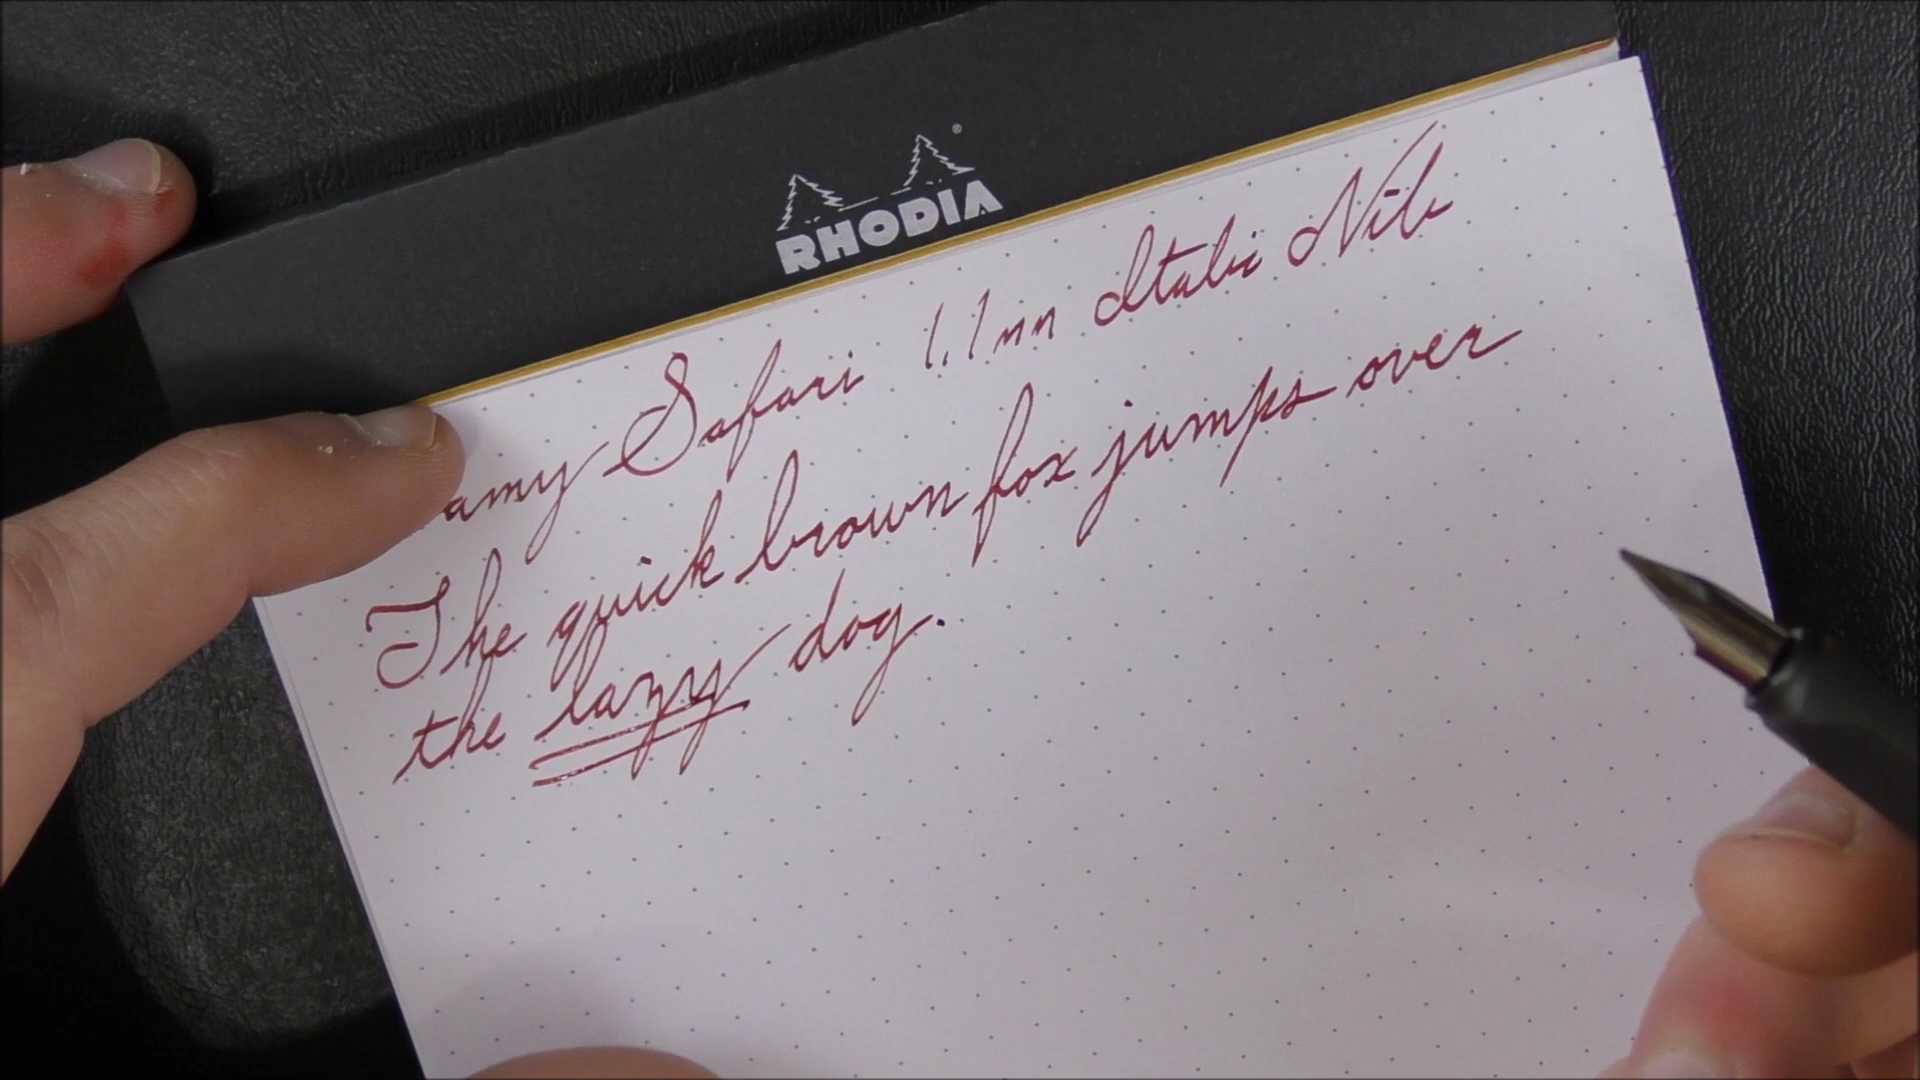 RHODIA
amy Safari 1.1mm Italic Nib
The quick brown fox jumps over
the lazy dog.